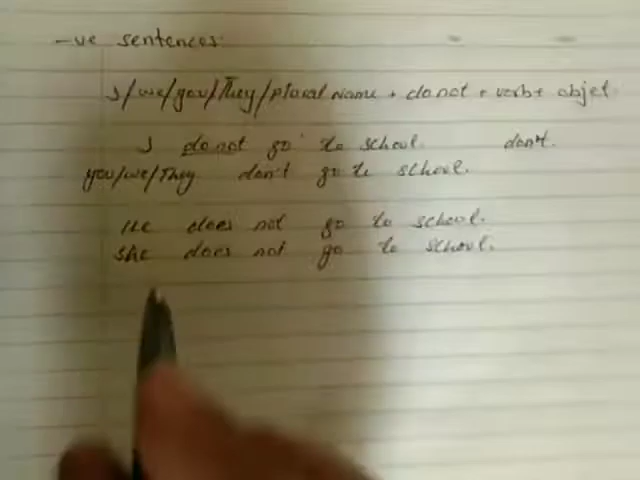 -ve sentences:
I/we/you/They/plural name + do not + verb + objet
I do not go to school. don't.
you/we/They don't go to school.
He does not go to school.
She does not go to school.